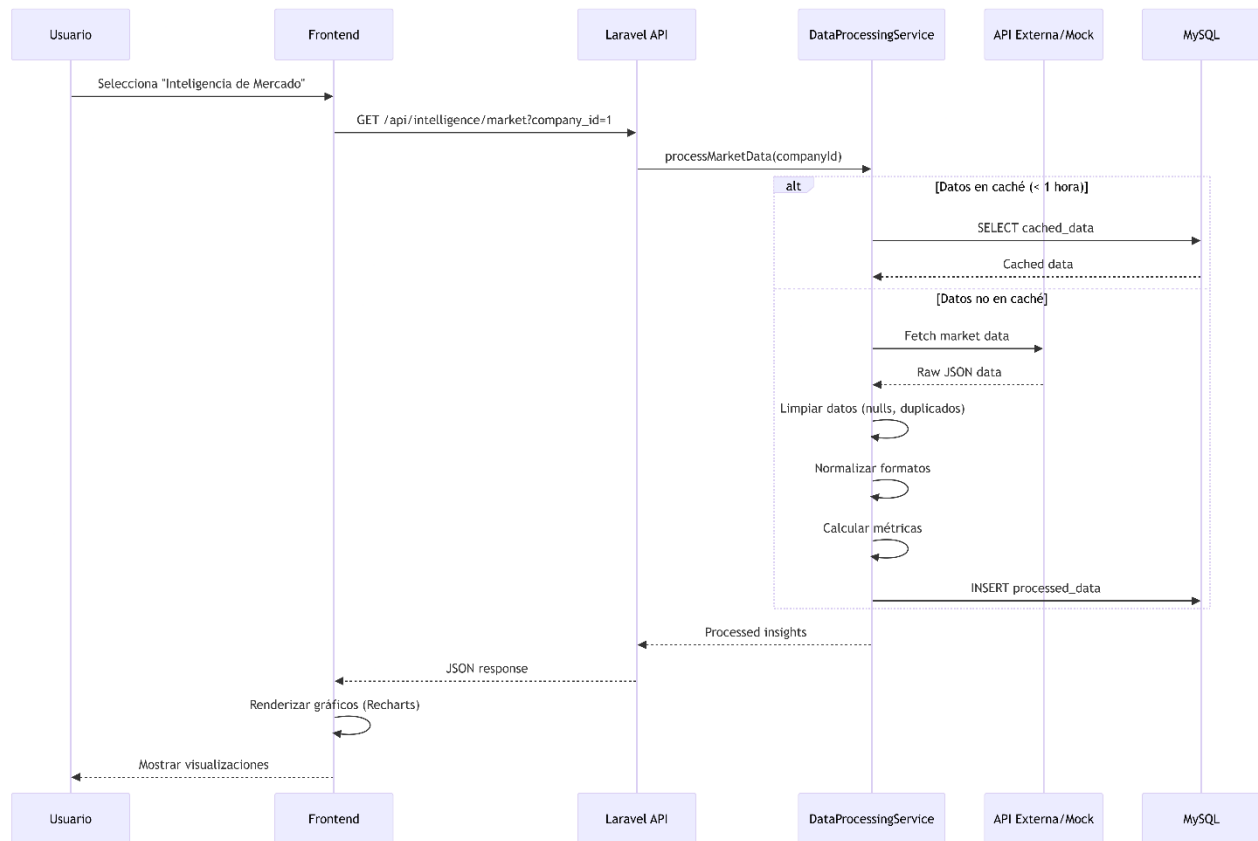 Usuario
Frontend
Laravel API
DataProcessingService
API Externa/Mock
MySQL
Selecciona "Inteligencia de Mercado"
GET /api/intelligence/market?company_id=1
processMarketData(companyId)
alt
[Datos en caché (< 1 hora)]
SELECT cached_data
Cached data
[Datos no en caché]
Fetch market data
Raw JSON data
Limpiar datos (nulls, duplicados)
Normalizar formatos
Calcular métricas
INSERT processed_data
Processed insights
JSON response
Renderizar gráficos (Recharts)
Mostrar visualizaciones
Usuario
Frontend
Laravel API
DataProcessingService
API Externa/Mock
MySQL